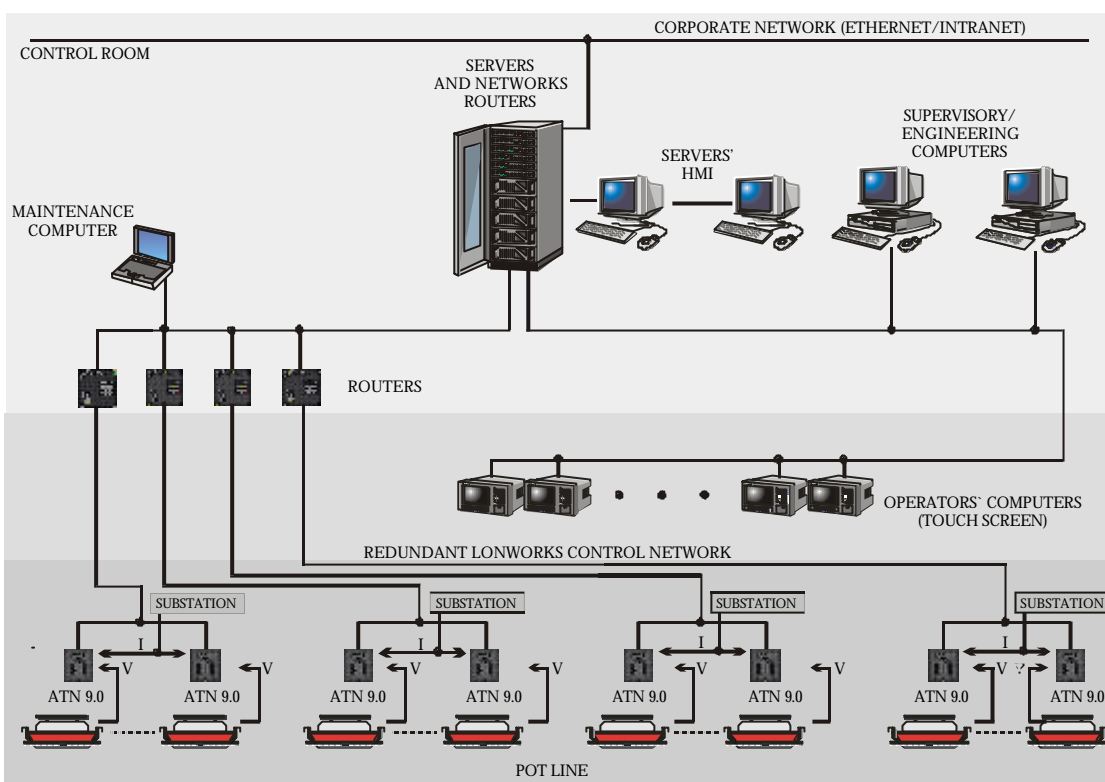 CORPORATE NETWORK (ETHERNET/INTRANET)
CONTROL ROOM
SERVERS
AND NETWORKS
ROUTERS
SUPERVISORY/
ENGINEERING
COMPUTERS
SERVERS'
HMI
MAINTENANCE
COMPUTER
ROUTERS
OPERATORS` COMPUTERS
(TOUCH SCREEN)
REDUNDANT LONWORKS CONTROL NETWORK
SUBSTATION
SUBSTATION
SUBSTATION
SUBSTATION
I
I
I
I
V
V
V
V
V
V
V
?
V
ATN 9.0
ATN 9.0
ATN 9.0
ATN 9.0
ATN 9.0
ATN 9.0
ATN 9.0
ATN 9.0
POT LINE